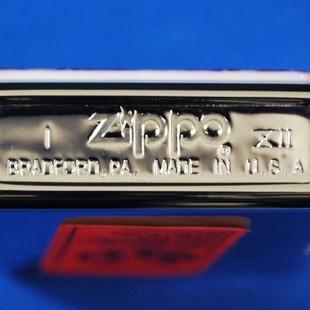 I Zippo® XII
BRADFORD, PA. MADE IN U.S.A